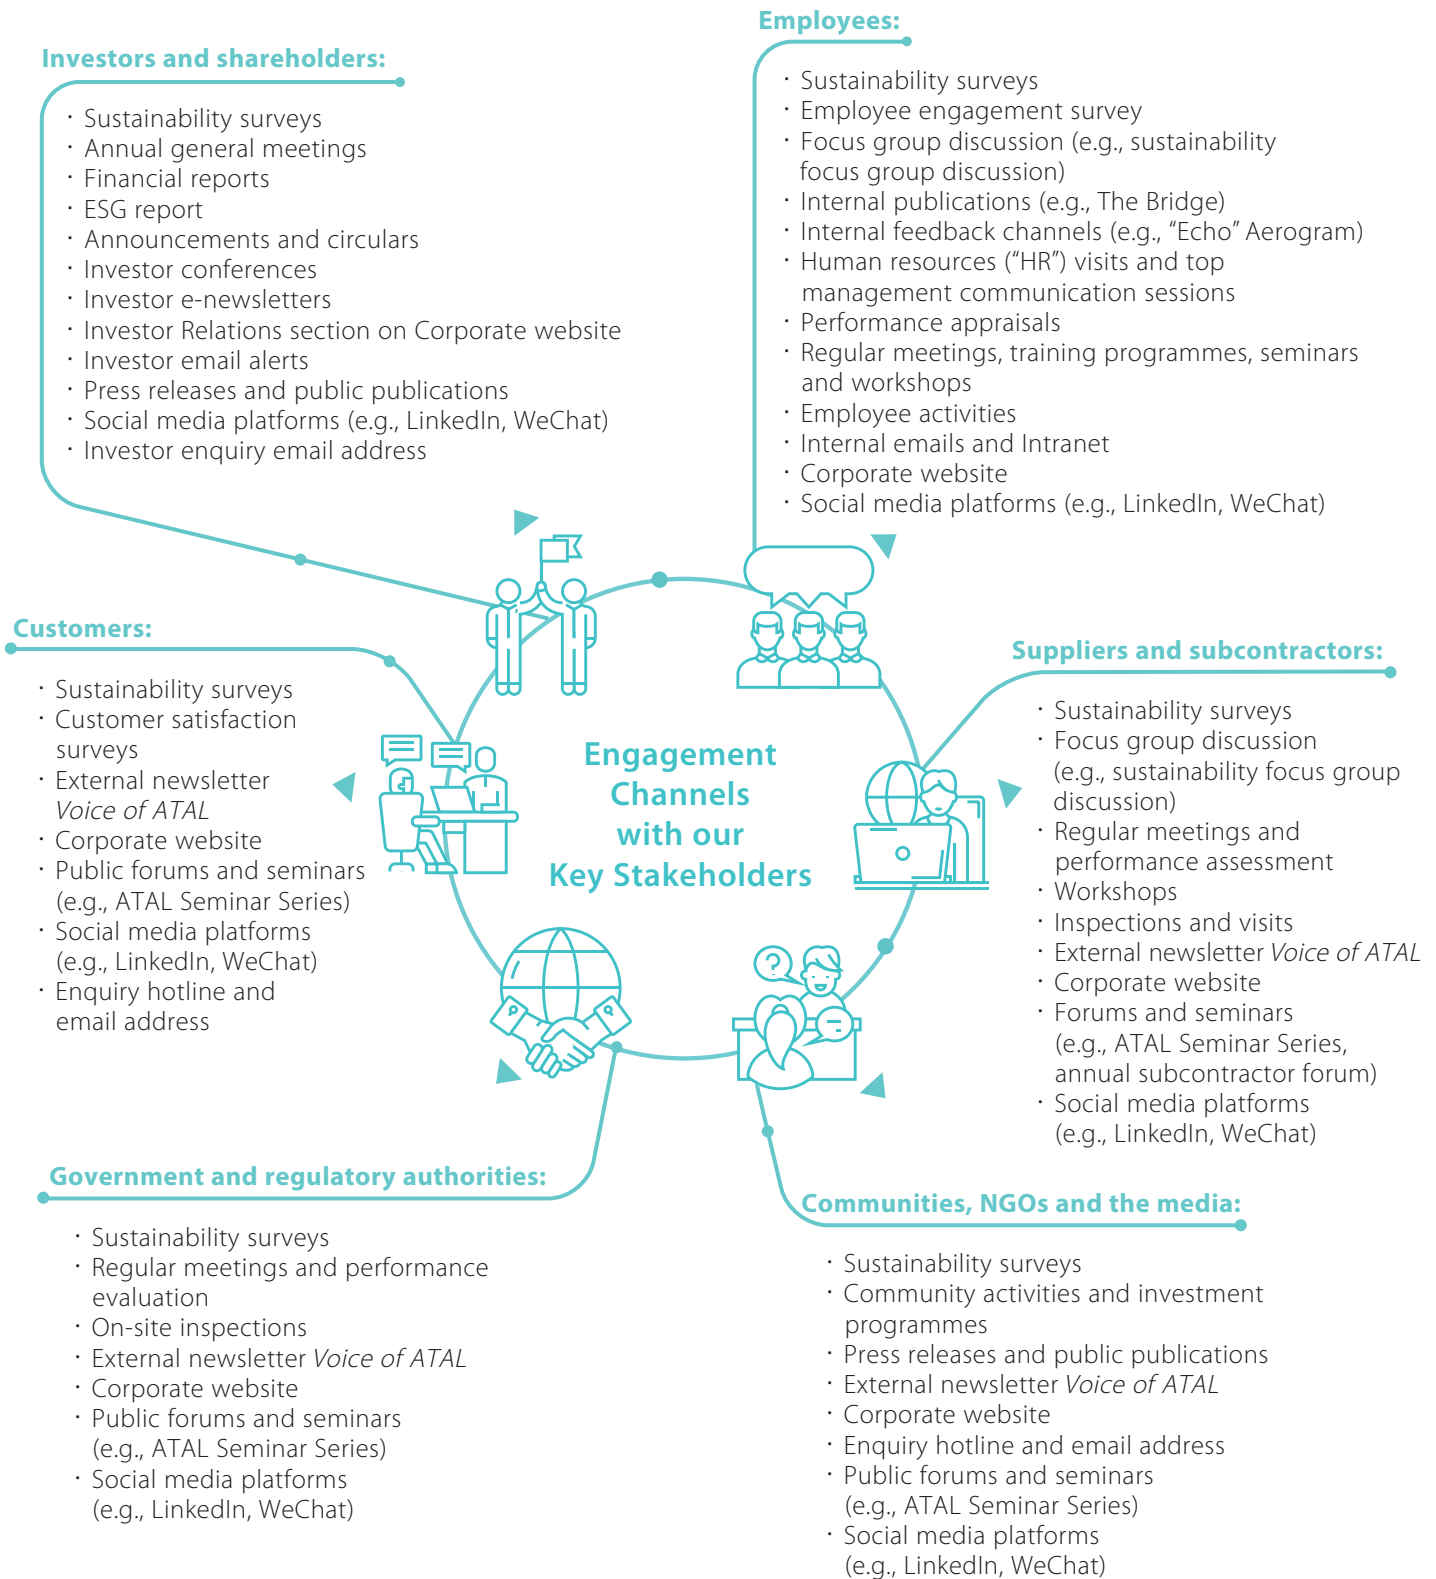 Investors and shareholders:
· Sustainability surveys
· Annual general meetings
· Financial reports
· ESG report
· Announcements and circulars
· Investor conferences
· Investor e-newsletters
· Investor Relations section on Corporate website
· Investor email alerts
· Press releases and public publications
· Social media platforms (e.g., LinkedIn, WeChat)
· Investor enquiry email address
Employees:
· Sustainability surveys
· Employee engagement survey
· Focus group discussion (e.g., sustainability
focus group discussion)
· Internal publications (e.g., The Bridge)
· Internal feedback channels (e.g., “Echo” Aerogram)
· Human resources (“HR”) visits and top
management communication sessions
· Performance appraisals
· Regular meetings, training programmes, seminars
and workshops
· Employee activities
· Internal emails and Intranet
· Corporate website
· Social media platforms (e.g., LinkedIn, WeChat)
Customers:
· Sustainability surveys
· Customer satisfaction
surveys
· External newsletter
Voice of ATAL
· Corporate website
· Public forums and seminars
(e.g., ATAL Seminar Series)
· Social media platforms
(e.g., LinkedIn, WeChat)
· Enquiry hotline and
email address
Engagement
Channels
with our
Key Stakeholders
?
Suppliers and subcontractors:
· Sustainability surveys
· Focus group discussion
(e.g., sustainability focus group
discussion)
· Regular meetings and
performance assessment
· Workshops
· Inspections and visits
· External newsletter Voice of ATAL
· Corporate website
· Forums and seminars
(e.g., ATAL Seminar Series,
annual subcontractor forum)
· Social media platforms
(e.g., LinkedIn, WeChat)
Government and regulatory authorities:
· Sustainability surveys
· Regular meetings and performance
evaluation
· On-site inspections
· External newsletter Voice of ATAL
· Corporate website
· Public forums and seminars
(e.g., ATAL Seminar Series)
· Social media platforms
(e.g., LinkedIn, WeChat)
Communities, NGOs and the media:
· Sustainability surveys
· Community activities and investment
programmes
· Press releases and public publications
· External newsletter Voice of ATAL
· Corporate website
· Enquiry hotline and email address
· Public forums and seminars
(e.g., ATAL Seminar Series)
· Social media platforms
(e.g., LinkedIn, WeChat)